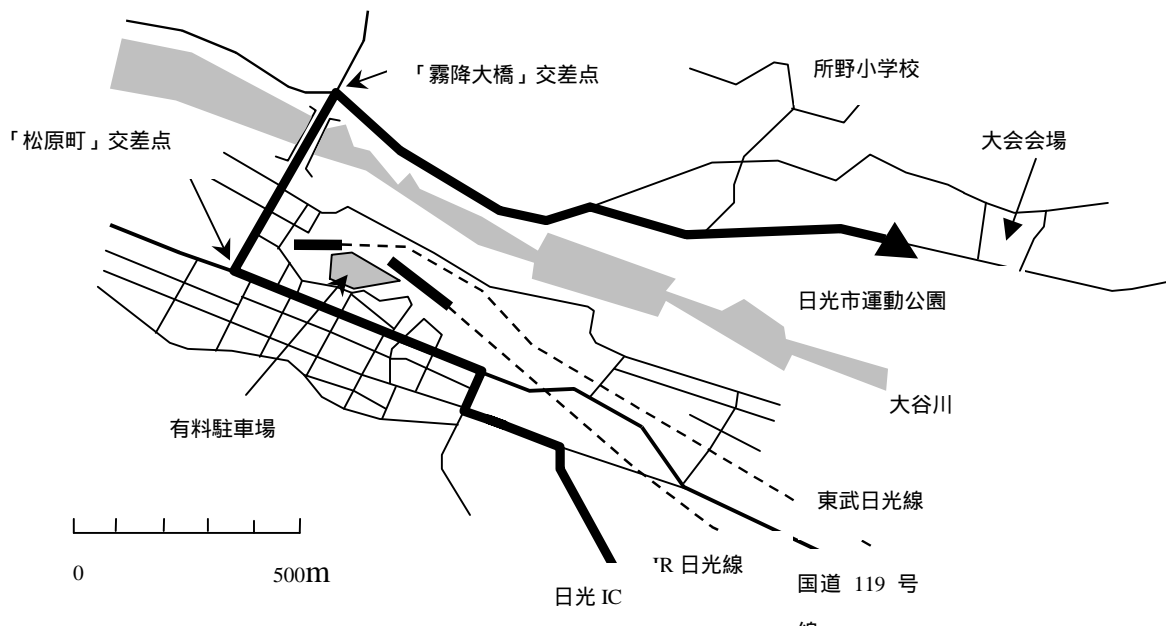 「霧降大橋」交差点
所野小学校
「松原町」交差点
大会会場
日光市運動公園
大谷川
有料駐車場
東武日光線
0 500m
R 日光線
日光 IC
国道 119 号